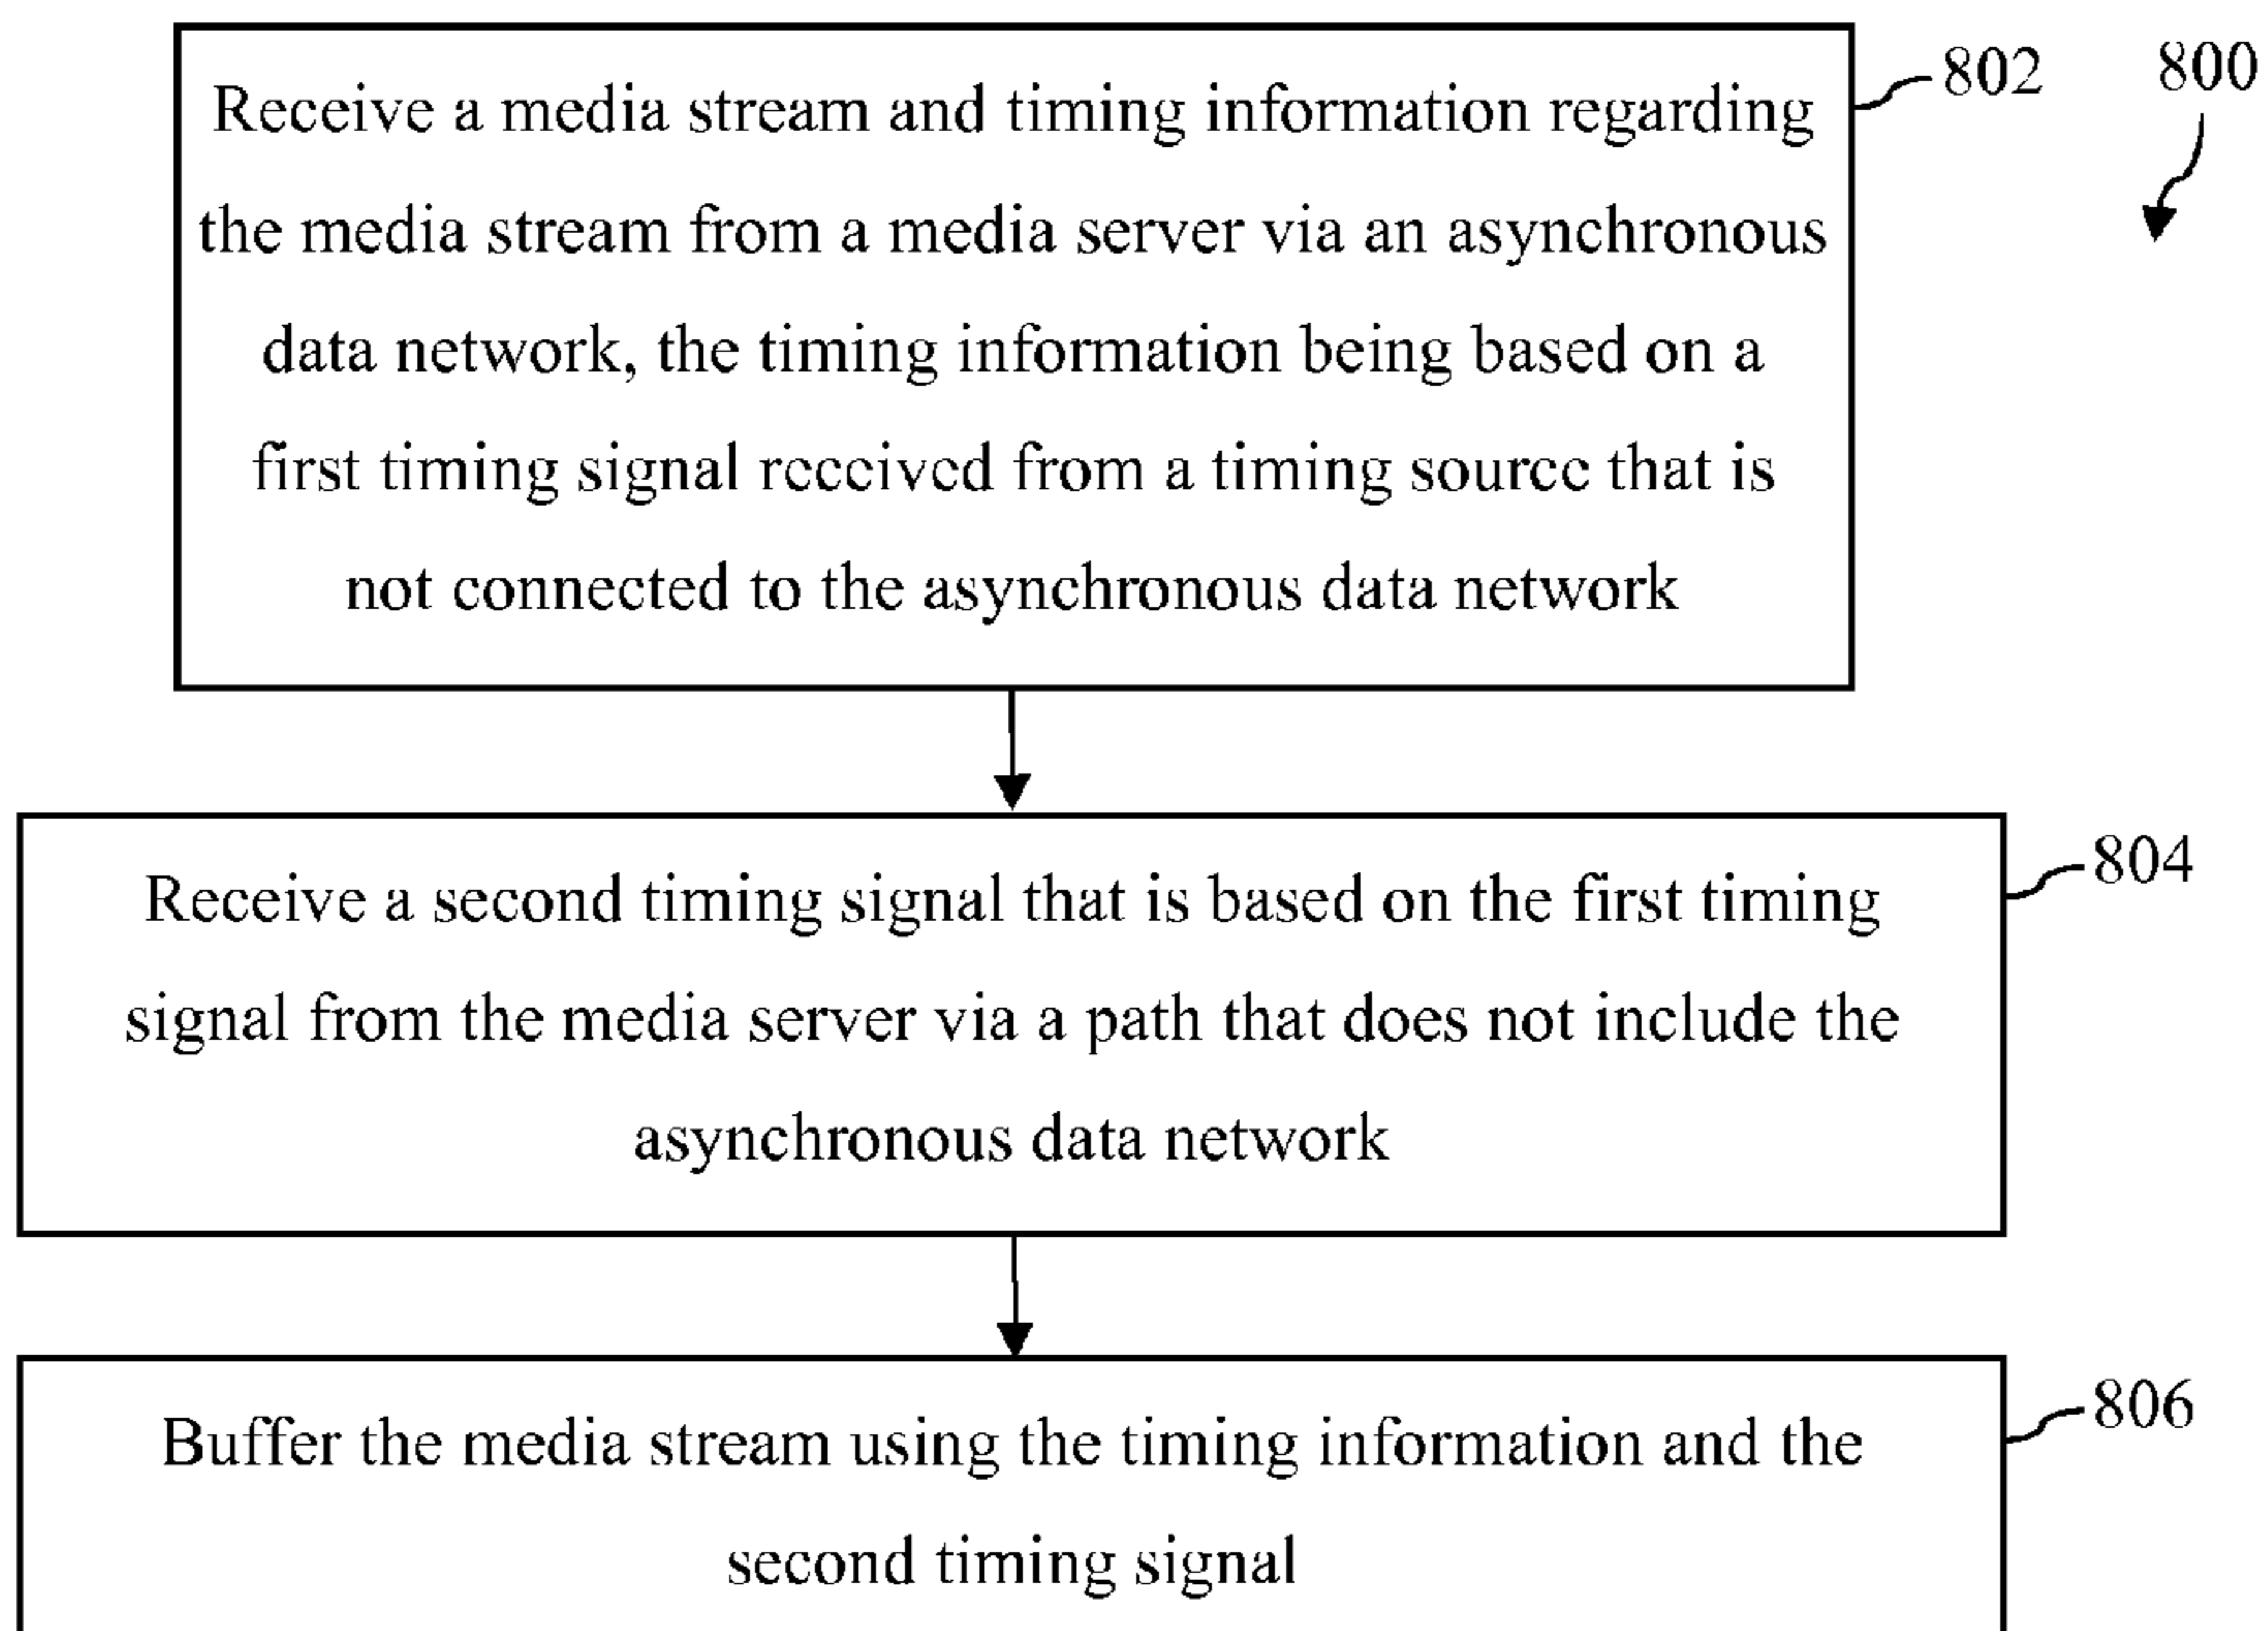 Receive a media stream and timing information regarding
the media stream from a media server via an asynchronous
data network, the timing information being based on a
first timing signal received from a timing source that is
not connected to the asynchronous data network
802
800
Receive a second timing signal that is based on the first timing
signal from the media server via a path that does not include the
asynchronous data network
804
Buffer the media stream using the timing information and the
second timing signal
806